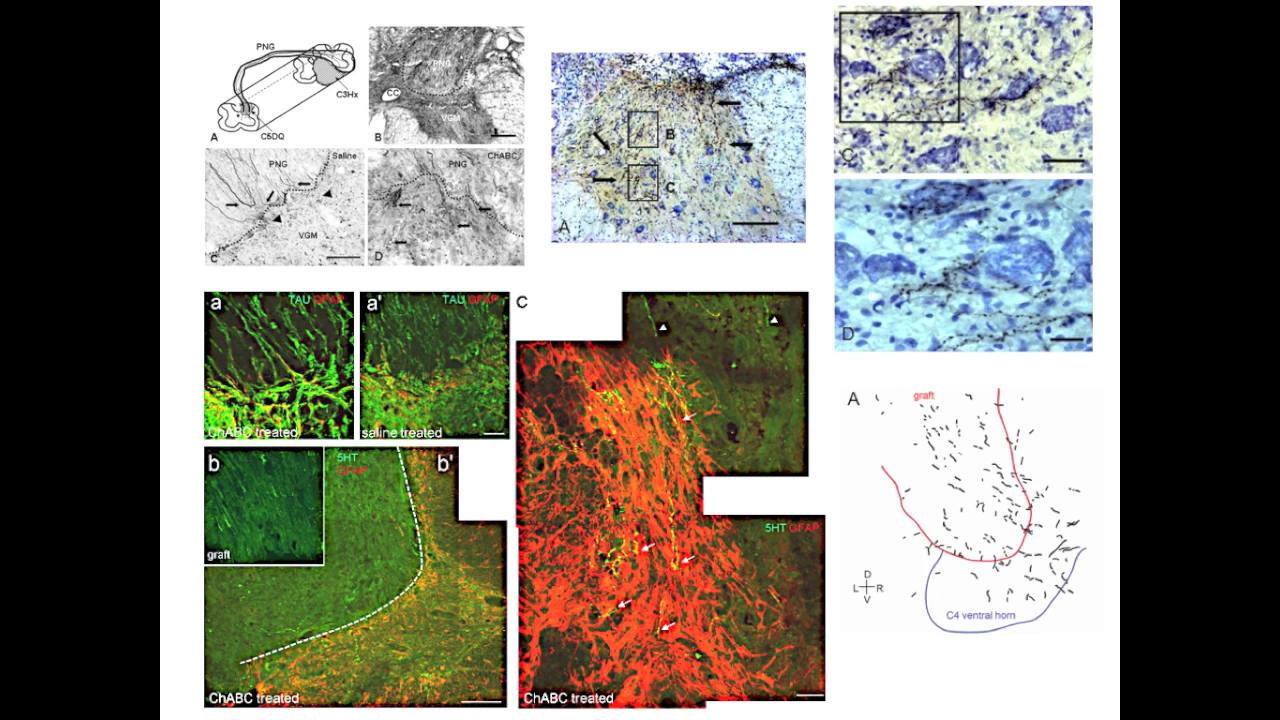 PNG
C3Hx
A
C5DQ
PNG
CC
VGM
B
PNG
Saline
VGM
C
PNG
ChABC
D
B
C
A
C
D
a
TAU GFAP
ChABC treated
a'
TAU GFAP
saline treated
b
graft
5HT
GFAP
b'
ChABC treated
C
5HT GFAP
ChABC treated
A
graft
D
L R
V
C4 ventral horn